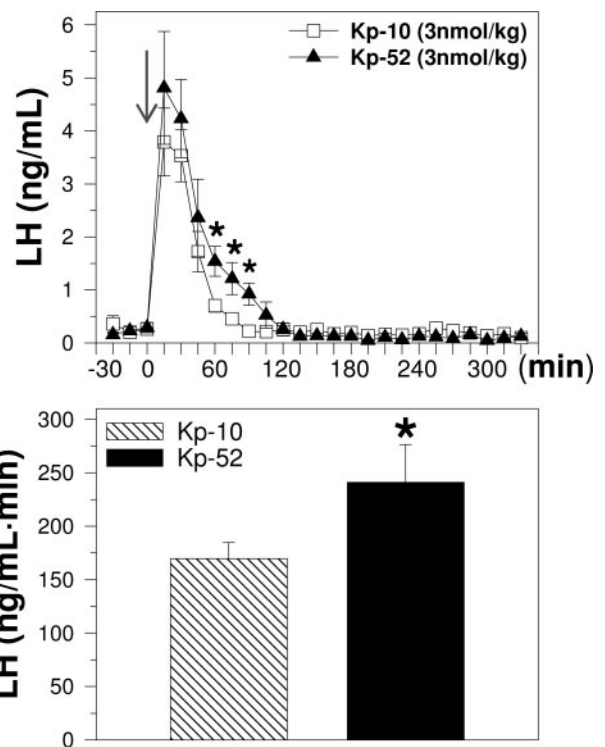 6
Kp-10 (3nmol/kg)
Kp-52 (3nmol/kg)
5
4
3
2
1
0
LH (ng/mL)
*
*
*
-30 0 60 120 180 240 300 (min)
300
250
200
150
100
50
0
LH (ng/mL·min)
Kp-10
Kp-52
*